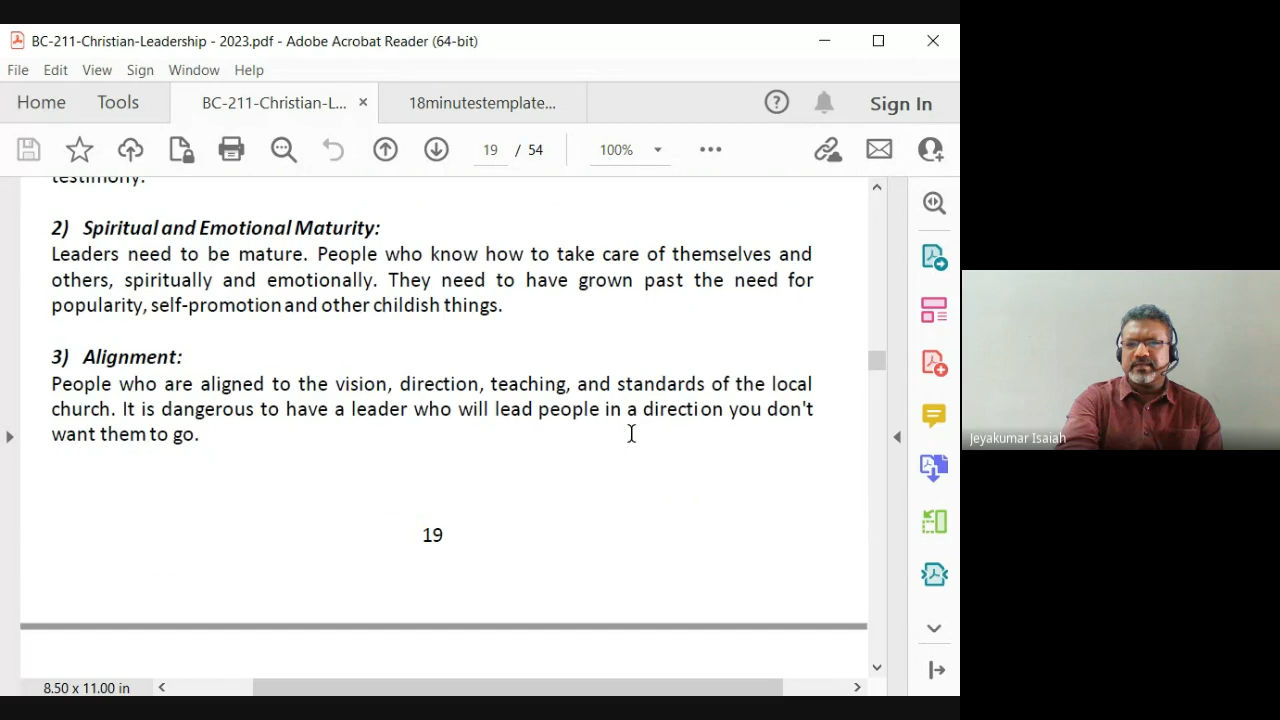 BC-211-Christian-Leadership - 2023.pdf - Adobe Acrobat Reader (64-bit)
File Edit View Sign Window Help
Home Tools BC-211-Christian-L... × 18minutestemplate... Sign In
19 / 54 100%
testimony.
2) Spiritual and Emotional Maturity:
Leaders need to be mature. People who know how to take care of themselves and
others, spiritually and emotionally. They need to have grown past the need for
popularity, self-promotion and other childish things.
3) Alignment:
People who are aligned to the vision, direction, teaching, and standards of the local
church. It is dangerous to have a leader who will lead people in a direction you don't
want them to go.
19
8.50 x 11.00 in
Jeyakumar Isaiah